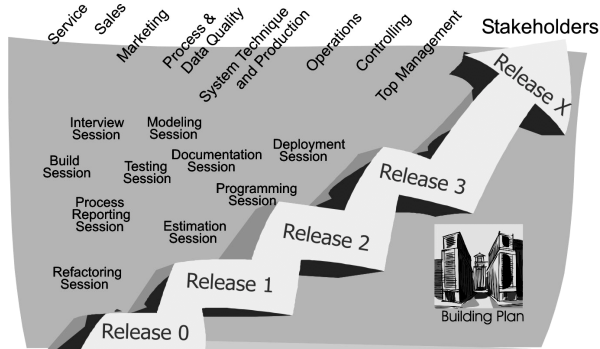 Service
Sales
Marketing
Process &
Data Quality
System Technique
and Production
Operations
Controlling
Top Management
Stakeholders
Interview
Session
Modeling
Session
Build
Session
Testing
Session
Documentation
Session
Deployment
Session
Process
Reporting
Session
Programming
Session
Estimation
Session
Refactoring
Session
Release X
Release 3
Release 2
Release 1
Release 0
Building Plan